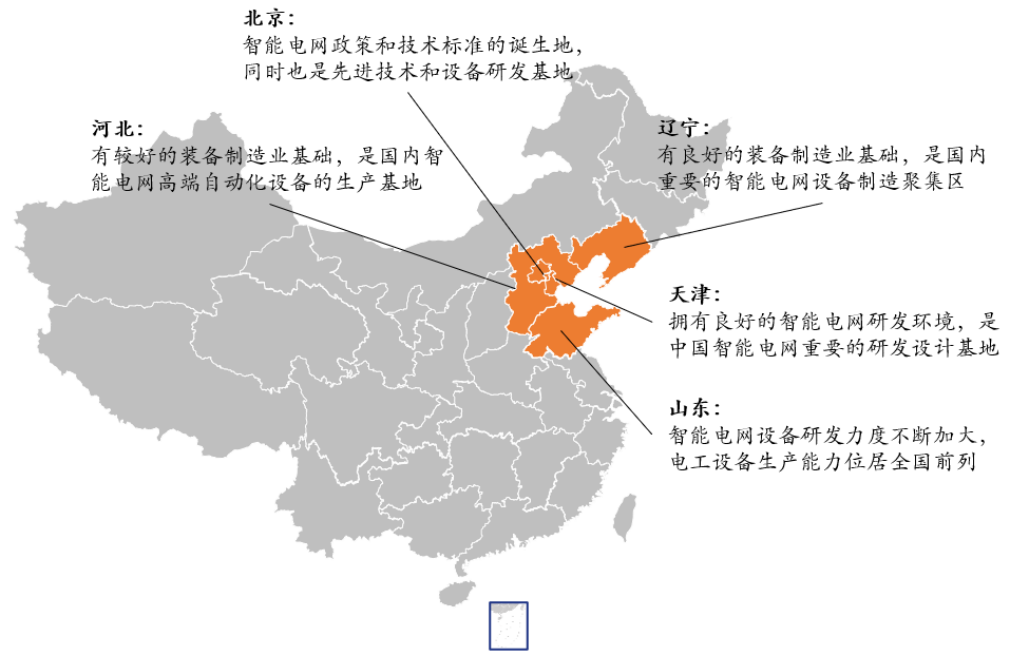 北京：
智能电网政策和技术标准的诞生地，
同时也是先进技术和设备研发基地
河北：
有较好的装备制造业基础，是国内智
能电网高端自动化设备的生产基地
辽宁：
有良好的装备制造业基础，是国内
重要的智能电网设备制造聚集区
天津：
拥有良好的智能电网研发环境，是
中国智能电网重要的研发设计基地
山东：
智能电网设备研发力度不断加大，
电工设备生产能力位居全国前列